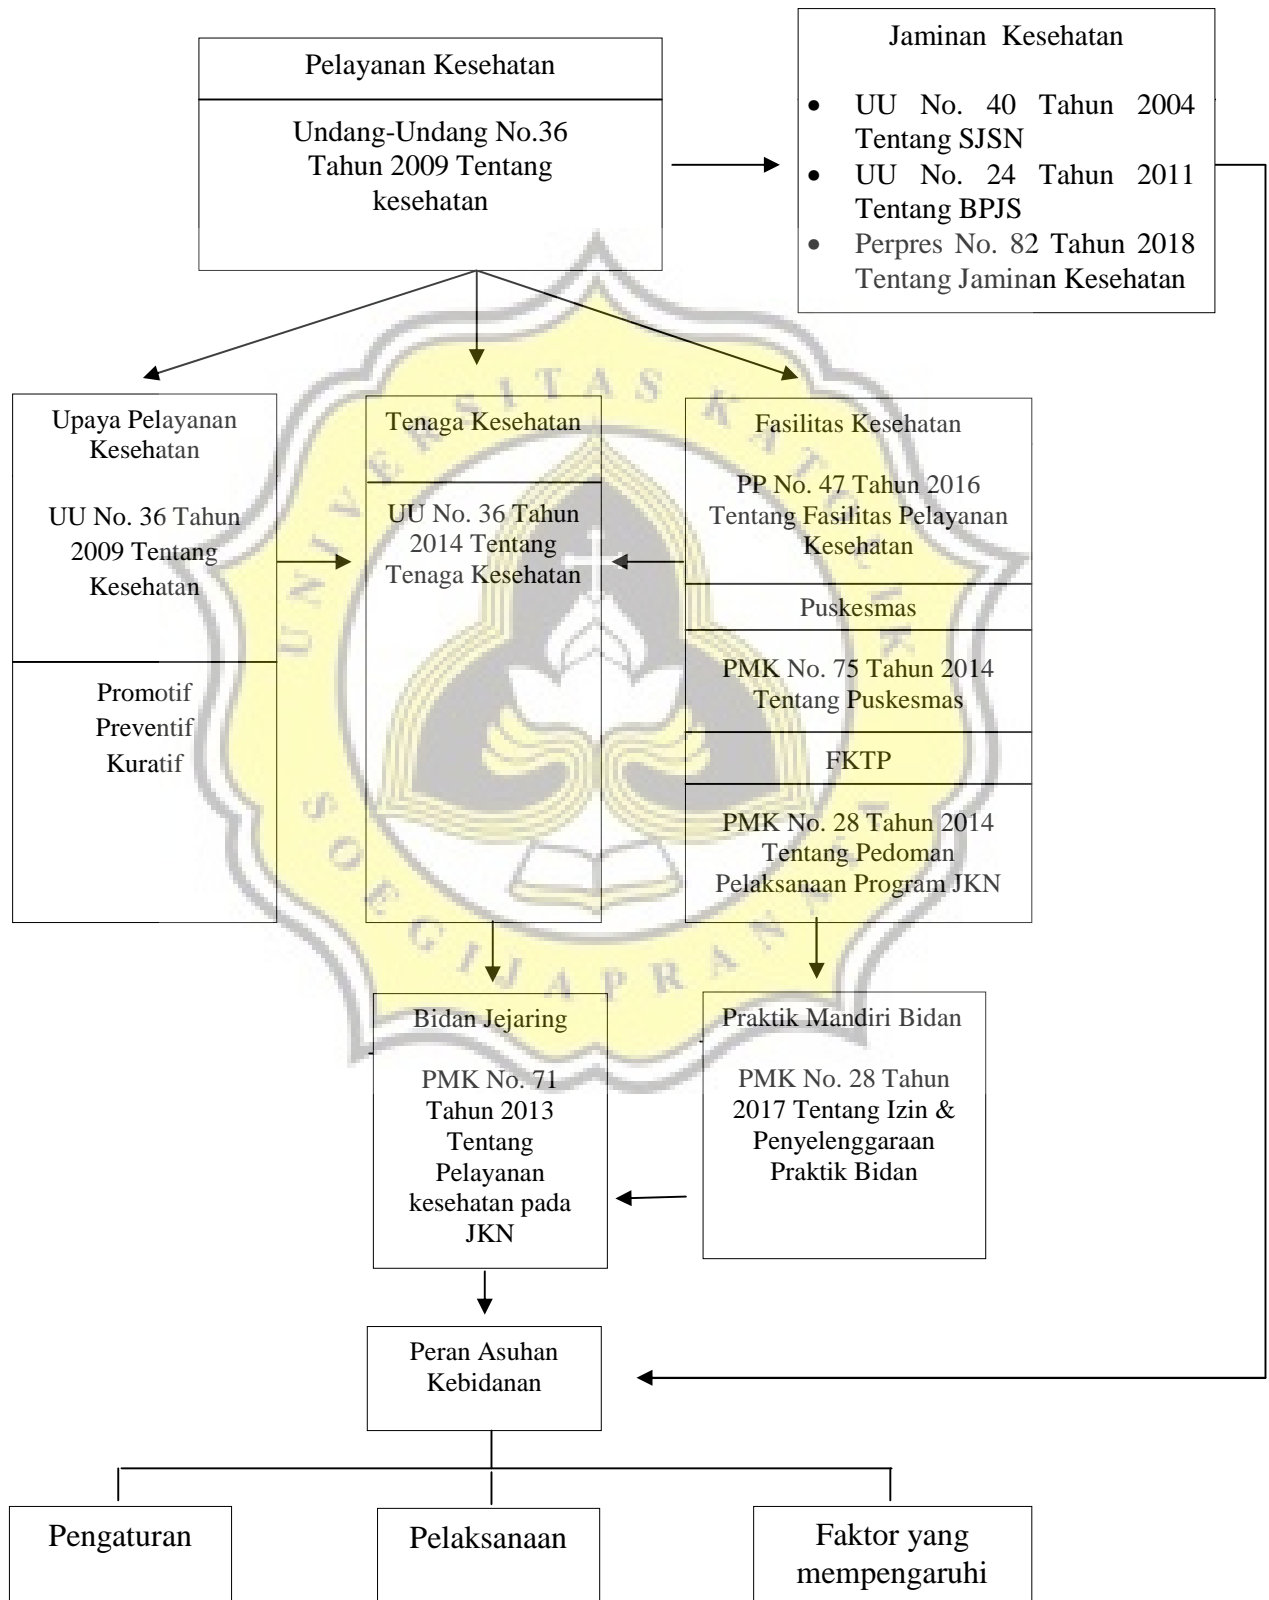 Pelayanan Kesehatan
Undang-Undang No.36
Tahun 2009 Tentang
kesehatan
Jaminan Kesehatan
• UU No. 40 Tahun 2004
Tentang SJSN
• UU No. 24 Tahun 2011
Tentang BPJS
• Perpres No. 82 Tahun 2018
Tentang Jaminan Kesehatan
Upaya Pelayanan
Kesehatan
UU No. 36 Tahun
2009 Tentang
Kesehatan
Promotif
Preventif
Kuratif
Tenaga Kesehatan
UU No. 36 Tahun
2014 Tentang
Tenaga Kesehatan
Fasilitas Kesehatan
PP No. 47 Tahun 2016
Tentang Fasilitas Pelayanan
Kesehatan
Puskesmas
PMK No. 75 Tahun 2014
Tentang Puskesmas
FKTP
PMK No. 28 Tahun 2014
Tentang Pedoman
Pelaksanaan Program JKN
UNIVERSITAS KATOLIK
SOEGIJAPRANATA
Bidan Jejaring
PMK No. 71
Tahun 2013
Tentang
Pelayanan
kesehatan pada
JKN
Praktik Mandiri Bidan
PMK No. 28 Tahun
2017 Tentang Izin &
Penyelenggaraan
Praktik Bidan
Peran Asuhan
Kebidanan
Pengaturan
Pelaksanaan
Faktor yang
mempengaruhi